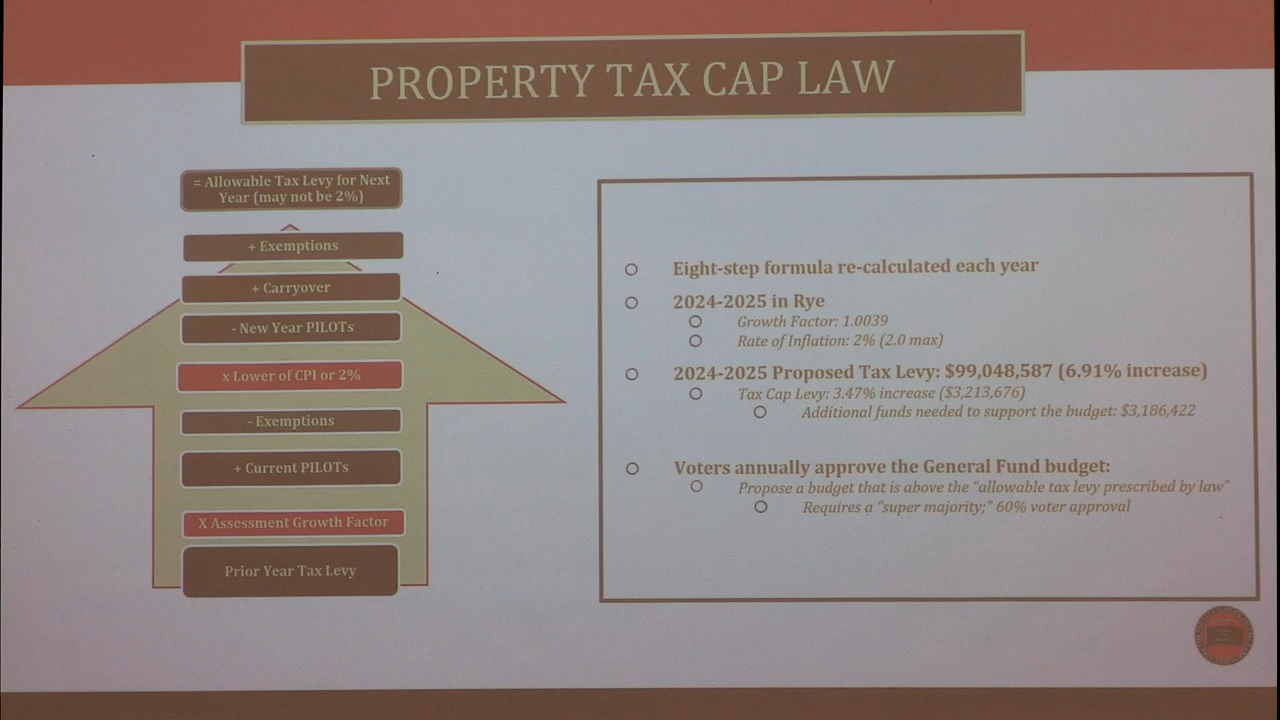 PROPERTY TAX CAP LAW
= Allowable Tax Levy for Next
Year (may not be 2%)
+ Exemptions
+ Carryover
- New Year PILOTs
x Lower of CPI or 2%
- Exemptions
+ Current PILOTs
X Assessment Growth Factor
Prior Year Tax Levy
Eight-step formula re-calculated each year
2024-2025 in Rye
Growth Factor: 1.0039
Rate of Inflation: 2% (2.0 max)
2024-2025 Proposed Tax Levy: $99,048,587 (6.91% increase)
Tax Cap Levy: 3.47% increase ($3,213,676)
Additional funds needed to support the budget: $3,186,422
Voters annually approve the General Fund budget:
Propose a budget that is above the "allowable tax levy prescribed by law"
Requires a "super majority;" 60% voter approval